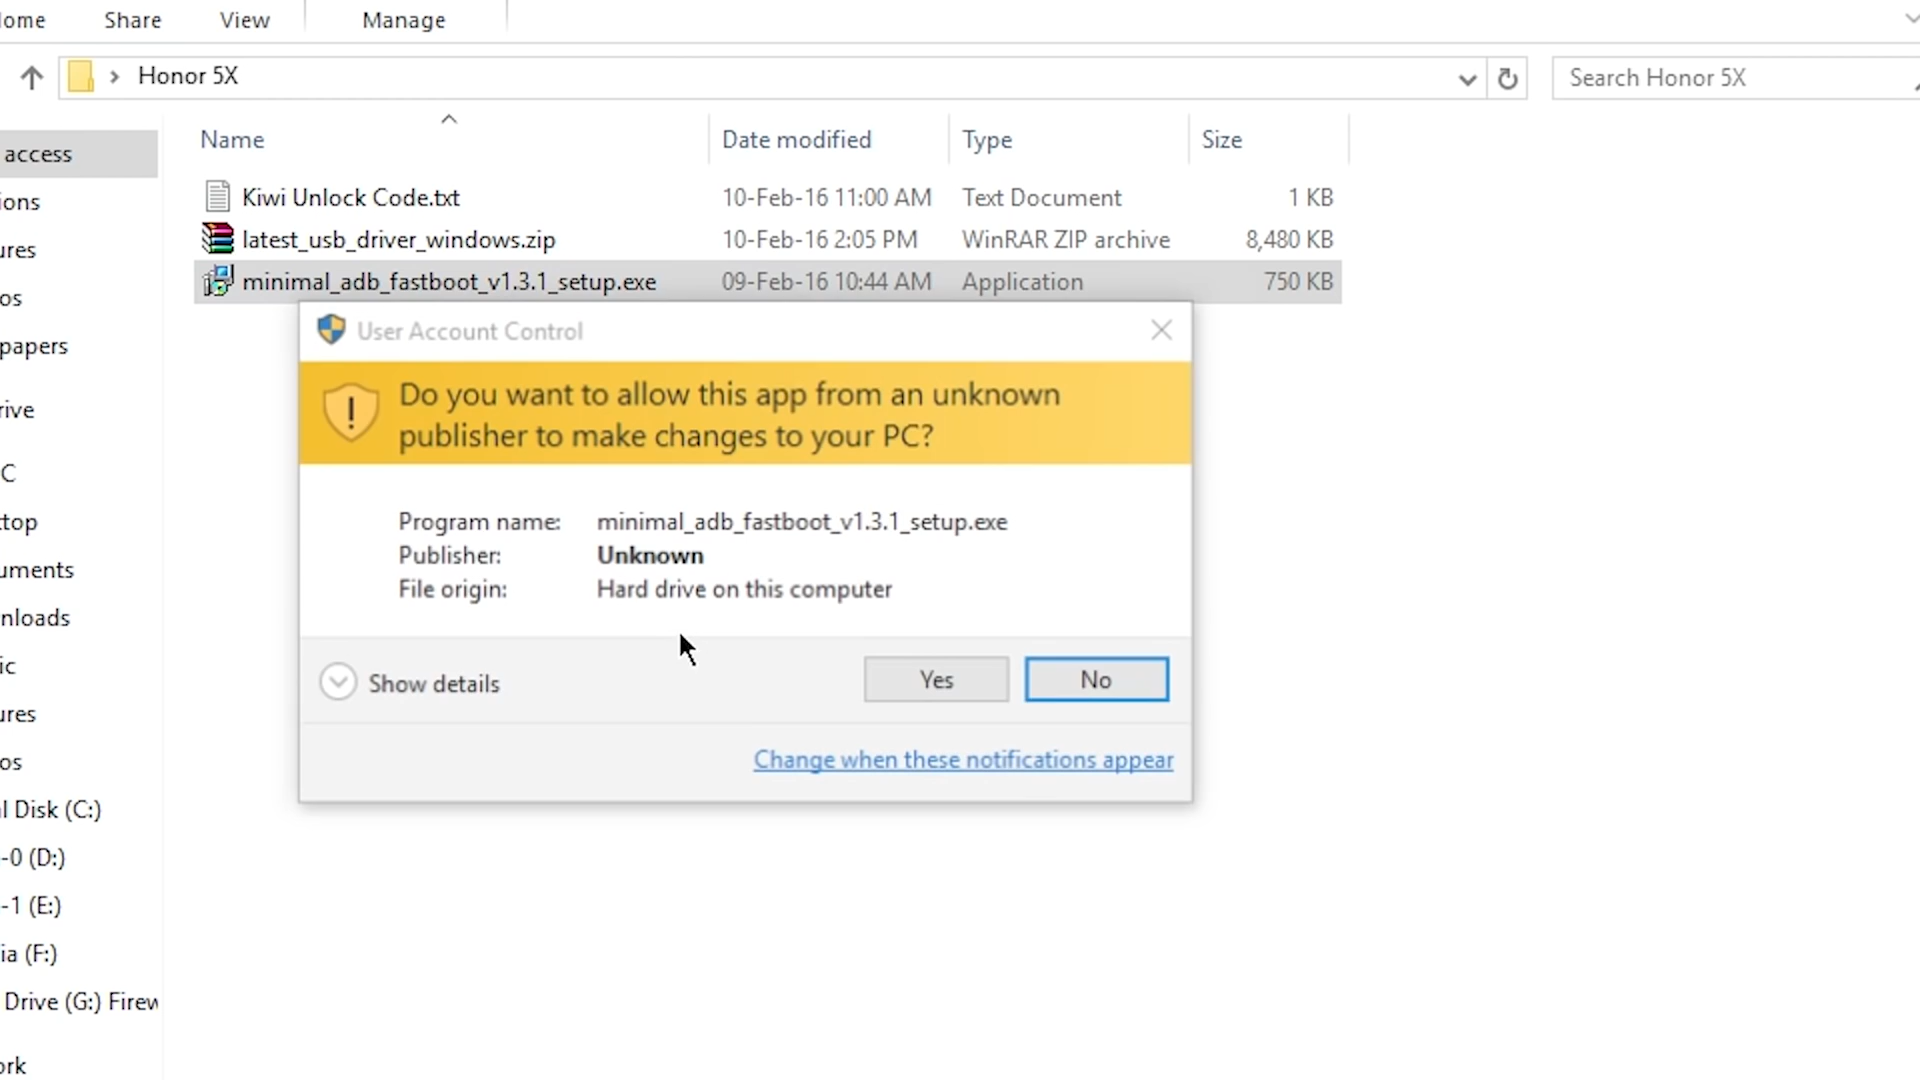 ome Share View Manage
Honor 5X
Search Honor 5X
Name Date modified Type Size
access
ions
ures
os
papers
rive
C
top
uments
nloads
ic
ures
os
l Disk (C:)
-0 (D:)
-1 (E:)
ia (F:)
Drive (G:) Firew
ork
Kiwi Unlock Code.txt 10-Feb-16 11:00 AM Text Document 1 KB
latest_usb_driver_windows.zip 10-Feb-16 2:05 PM WinRAR ZIP archive 8,480 KB
minimal_adb_fastboot_v1.3.1_setup.exe 09-Feb-16 10:44 AM Application 750 KB
User Account Control
Do you want to allow this app from an unknown
publisher to make changes to your PC?
Program name: minimal_adb_fastboot_v1.3.1_setup.exe
Publisher: Unknown
File origin: Hard drive on this computer
Show details Yes No
Change when these notifications appear